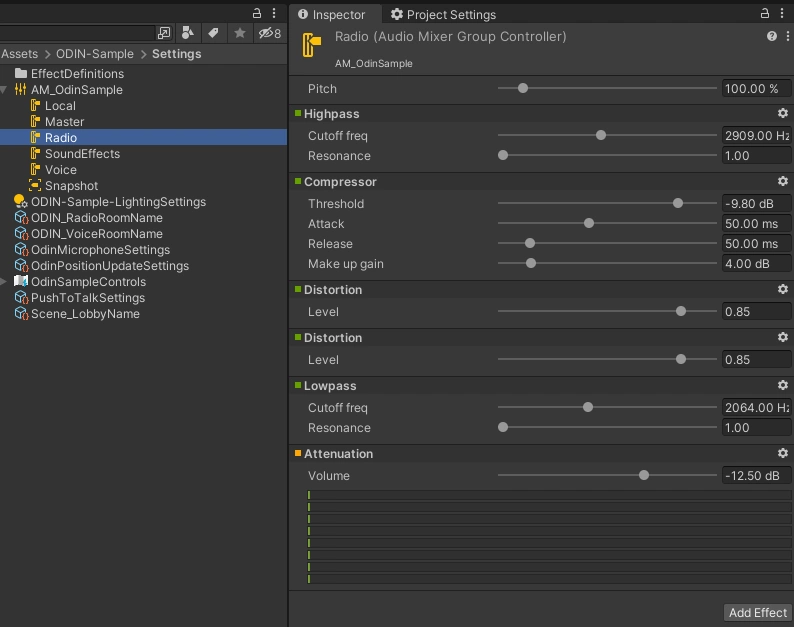 8
Assets > ODIN-Sample > Settings
EffectDefinitions
AM_OdinSample
Local
Master
Radio
SoundEffects
Voice
Snapshot
ODIN-Sample-LightingSettings
ODIN_RadioRoomName
ODIN_VoiceRoomName
OdinMicrophoneSettings
OdinPositionUpdateSettings
OdinSampleControls
PushToTalkSettings
Scene_LobbyName
Inspector
Project Settings
Radio (Audio Mixer Group Controller)
AM_OdinSample
Pitch 100.00 %
Highpass
Cutoff freq 2909.00 Hz
Resonance 1.00
Compressor
Threshold -9.80 dB
Attack 50.00 ms
Release 50.00 ms
Make up gain 4.00 dB
Distortion
Level 0.85
Distortion
Level 0.85
Lowpass
Cutoff freq 2064.00 Hz
Resonance 1.00
Attenuation
Volume -12.50 dB
Add Effect